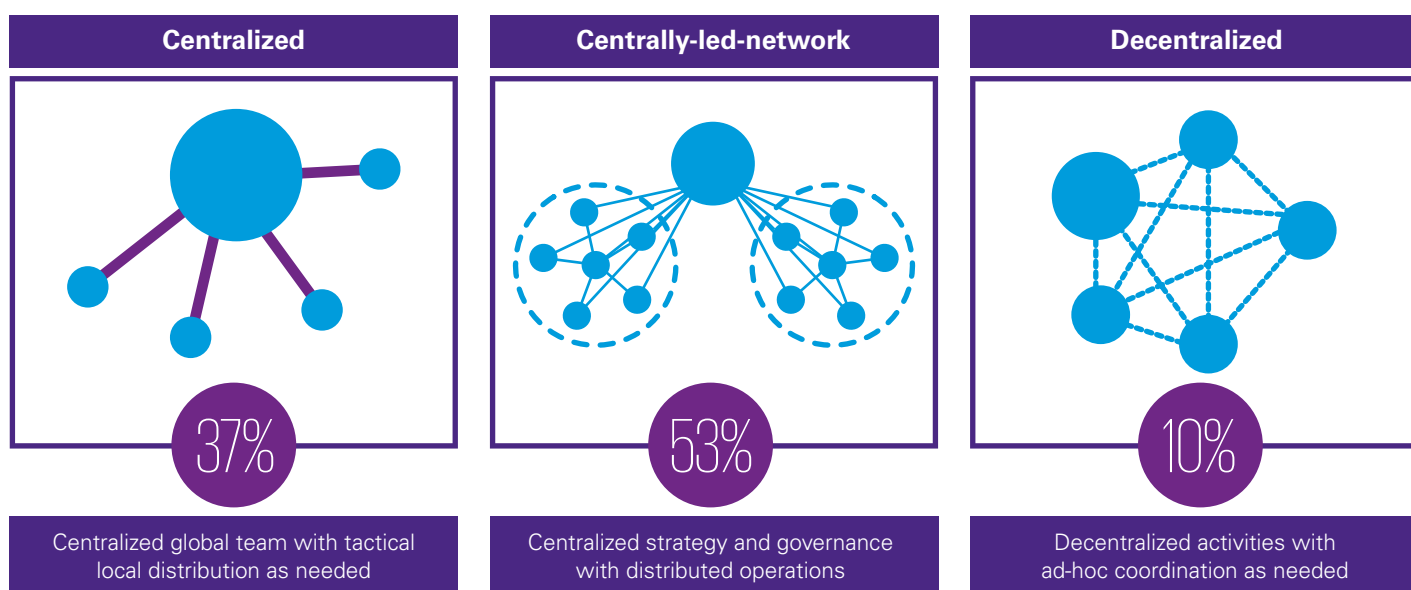 Centralized
Centrally-led-network
Decentralized
37%
53%
10%
Centralized global team with tactical
local distribution as needed
Centralized strategy and governance
with distributed operations
Decentralized activities with
ad-hoc coordination as needed